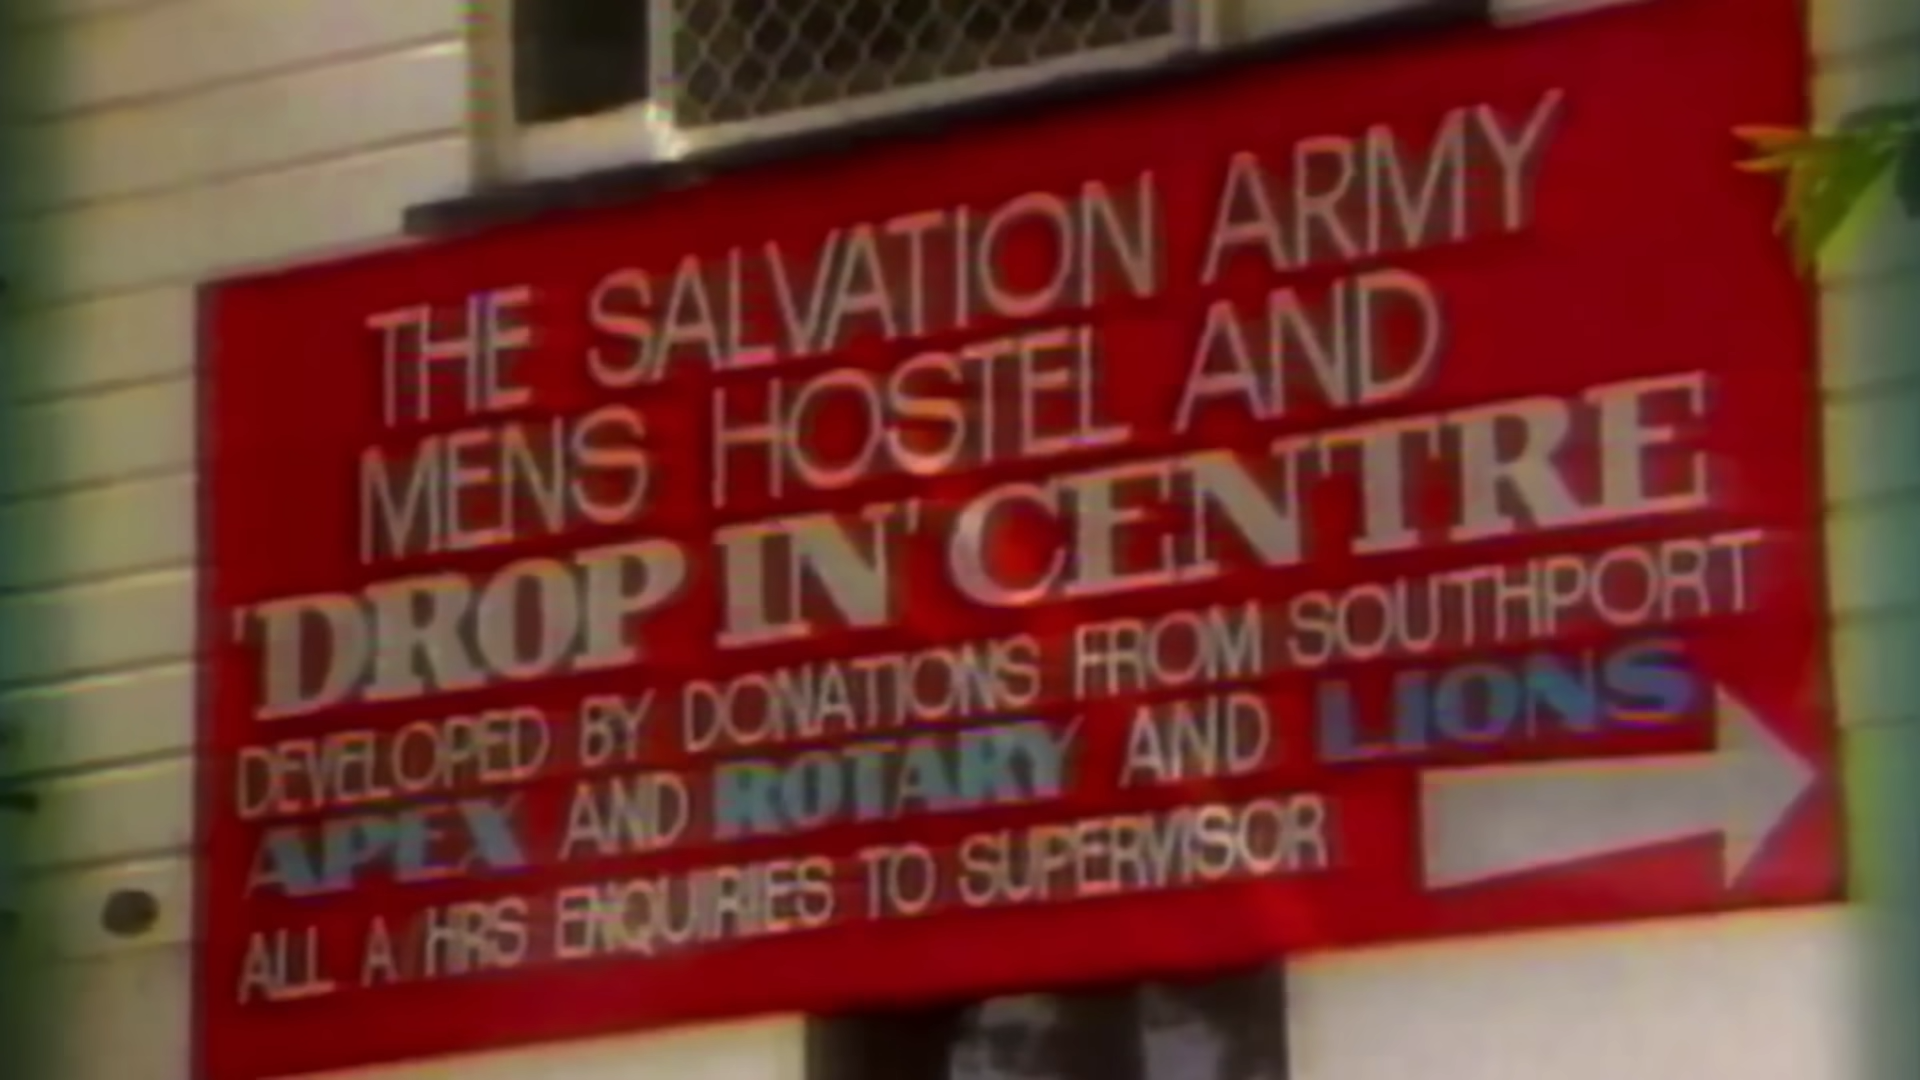 THE SALVATION ARMY
MENS HOSTEL AND
'DROP IN' CENTRE
DEVELOPED BY DONATIONS FROM SOUTHPORT
APEX AND ROTARY AND LIONS
ALL A/HRS ENQUIRIES TO SUPERVISOR